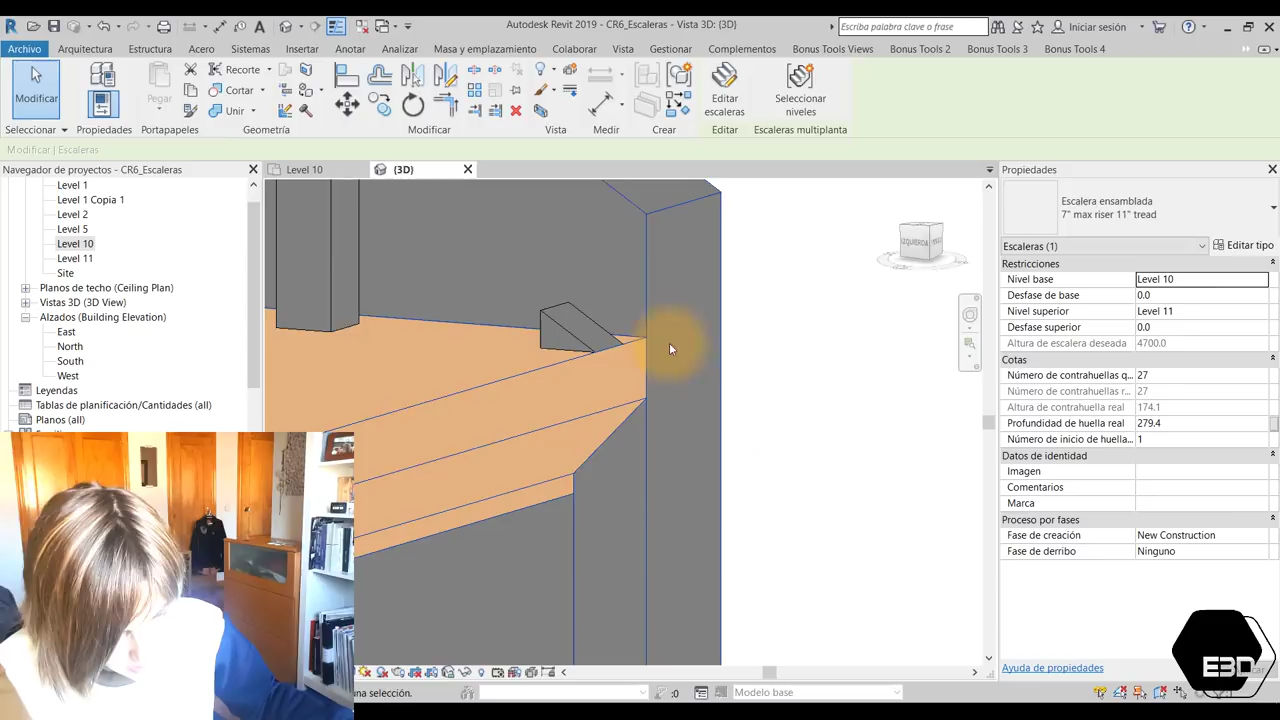 Autodesk Revit 2019 - CR6_Escaleras - Vista 3D: {3D}
Escriba palabra clave o frase
Iniciar sesión
Archivo Arquitectura Estructura Acero Sistemas Insertar Anotar Analizar Masa y emplazamiento Colaborar Vista Gestionar Complementos Bonus Tools Views Bonus Tools 2 Bonus Tools 3 Bonus Tools 4
Modificar
Pegar
Recorte
Cortar
Unir
Editar escaleras
Seleccionar niveles
Seleccionar Propiedades Portapapeles Geometría Modificar Vista Medir Crear Editar Escaleras multiplanta
Modificar | Escaleras
Navegador de proyectos - CR6_Escaleras
Level 1
Level 1 Copia 1
Level 2
Level 5
Level 10
Level 11
Site
Planos de techo (Ceiling Plan)
Vistas 3D (3D View)
Alzados (Building Elevation)
East
North
South
West
Leyendas
Tablas de planificación/Cantidades (all)
Planos (all)
Level 10
{3D}
IZQUIERDA
Propiedades
Escalera ensamblada
7" max riser 11" tread
Escaleras (1)
Editar tipo
Restricciones
Nivel base Level 10
Desfase de base 0.0
Nivel superior Level 11
Desfase superior 0.0
Altura de escalera deseada 4700.0
Cotas
Número de contrahuellas q... 27
Número de contrahuellas r... 27
Altura de contrahuella real 174.1
Profundidad de huella real 279.4
Número de inicio de huella... 1
Datos de identidad
Imagen
Comentarios
Marca
Proceso por fases
Fase de creación New Construction
Fase de derribo Ninguno
Ayuda de propiedades
E3D
una selección.
:0
Modelo base